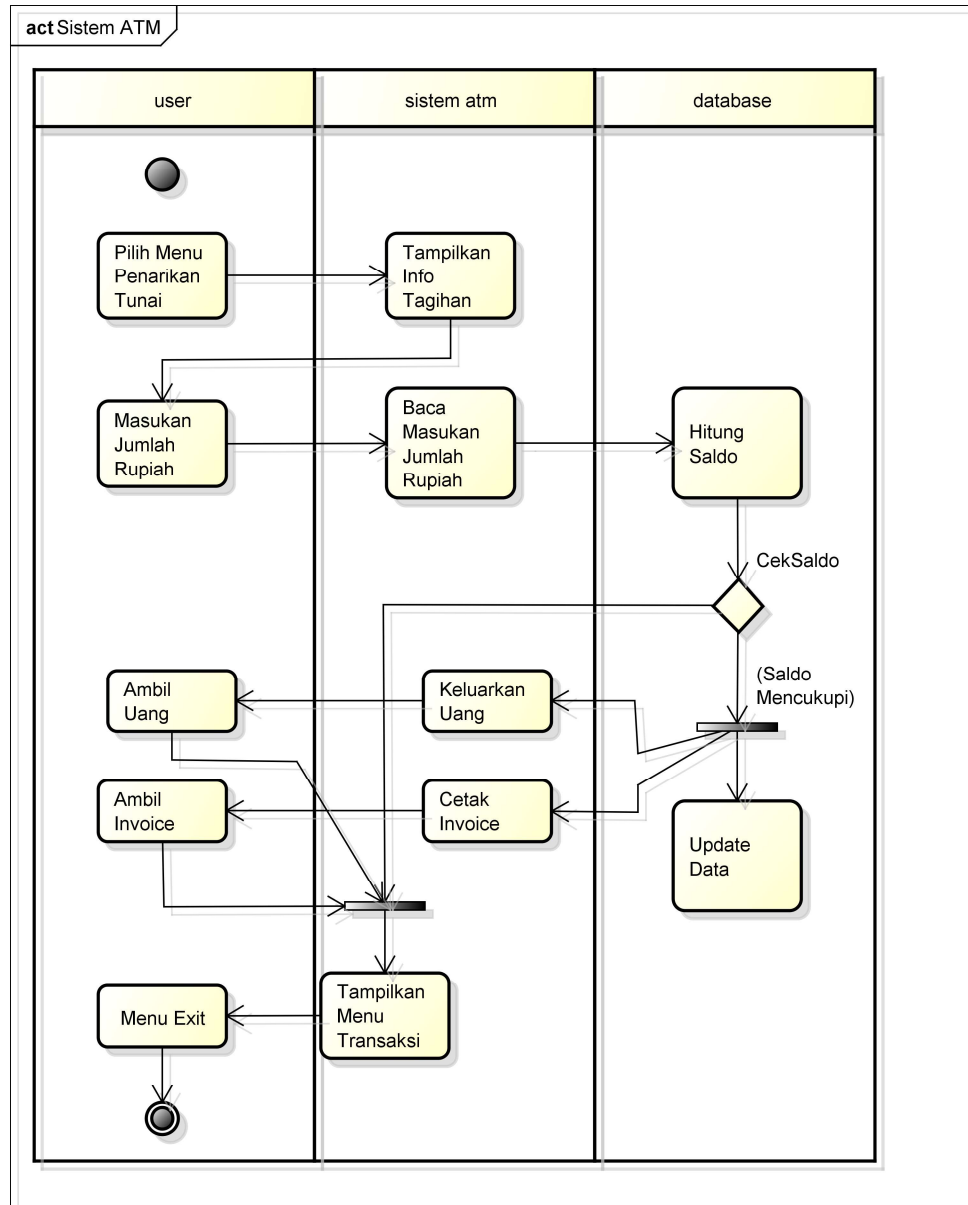 act Sistem ATM
user
sistem atm
database
Pilih Menu
Penarikan
Tunai
Tampilkan
Info
Tagihan
Masukan
Jumlah
Rupiah
Baca
Masukan
Jumlah
Rupiah
Hitung
Saldo
CekSaldo
(Saldo
Mencukupi)
Ambil
Uang
Keluarkan
Uang
Ambil
Invoice
Cetak
Invoice
Update
Data
Menu Exit
Tampilkan
Menu
Transaksi